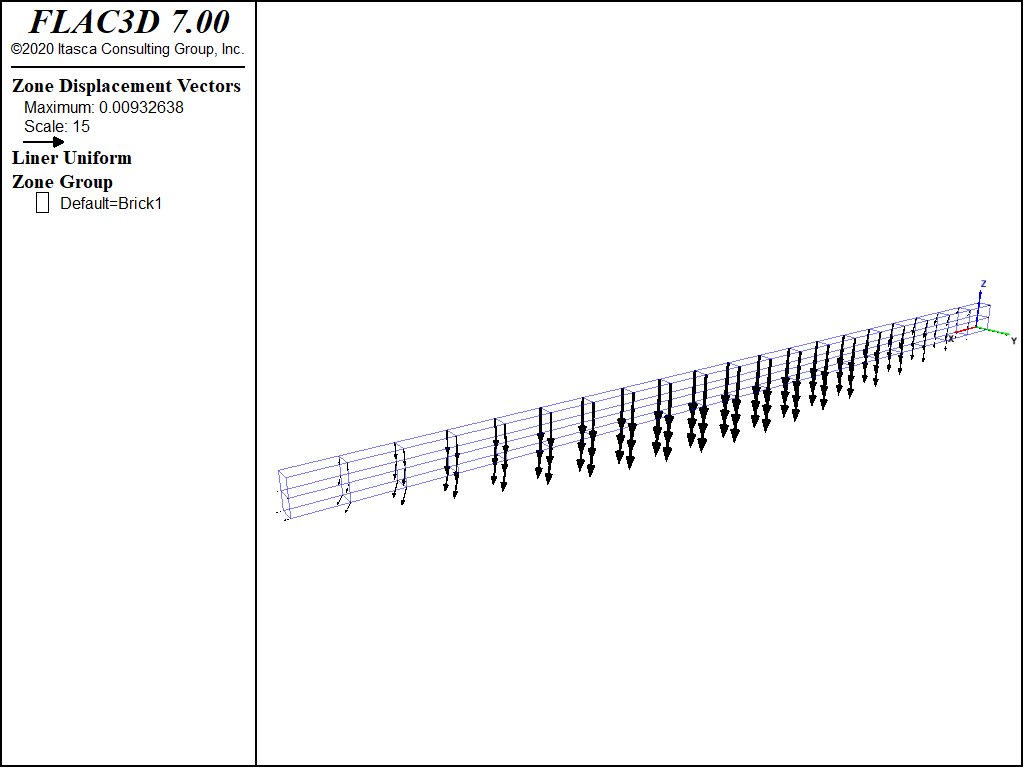 FLAC3D 7.00
©2020 Itasca Consulting Group, Inc.
Zone Displacement Vectors
Maximum: 0.00932638
Scale: 15
Liner Uniform
Zone Group
Default=Brick1
Z
X
Y